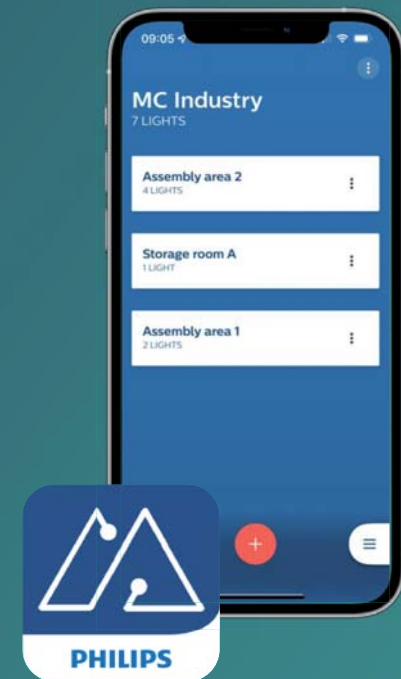 09:05
MC Industry
7 LIGHTS
Assembly area 2
4 LIGHTS
Storage room A
1 LIGHT
Assembly area 1
2 LIGHTS
PHILIPS